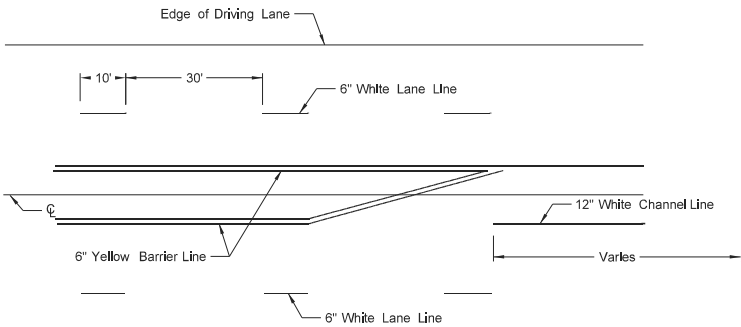 Edge of Driving Lane
10' 30'
6" White Lane Line
℄
12" White Channel Line
6" Yellow Barrier Line
Varies
6" White Lane Line